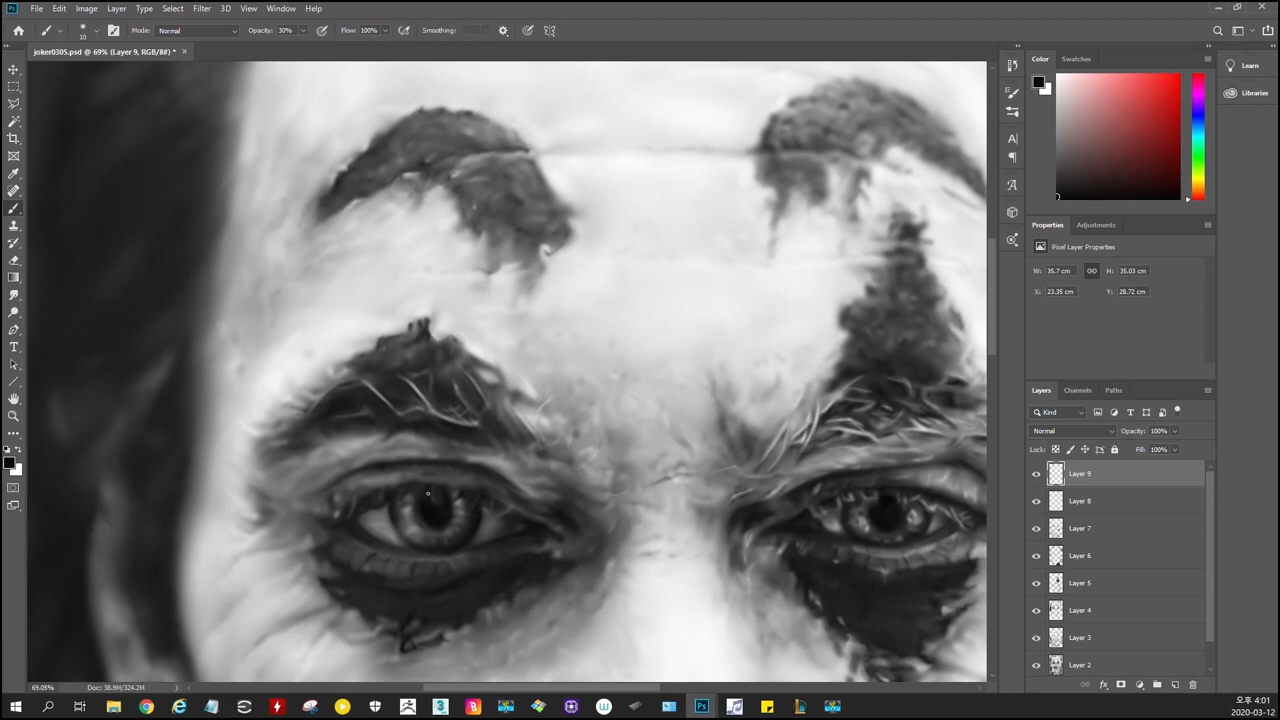 Ps File Edit Image Layer Type Select Filter 3D View Window Help
10 Mode: Normal Opacity: 30% Flow: 100% Smoothing:
joker0305.psd @ 69% (Layer 9, RGB/8#) * ×
Color Swatches
Learn
Libraries
Properties Adjustments
Pixel Layer Properties
W: 35.7 cm H: 35.03 cm
X: 23.35 cm Y: 28.72 cm
Layers Channels Paths
Kind
Normal Opacity: 100%
Lock: Fill: 100%
Layer 9
Layer 8
Layer 7
Layer 6
Layer 5
Layer 4
Layer 3
Layer 2
69.05% Doc: 38.9M/324.2M
오후 4:01
2020-03-12